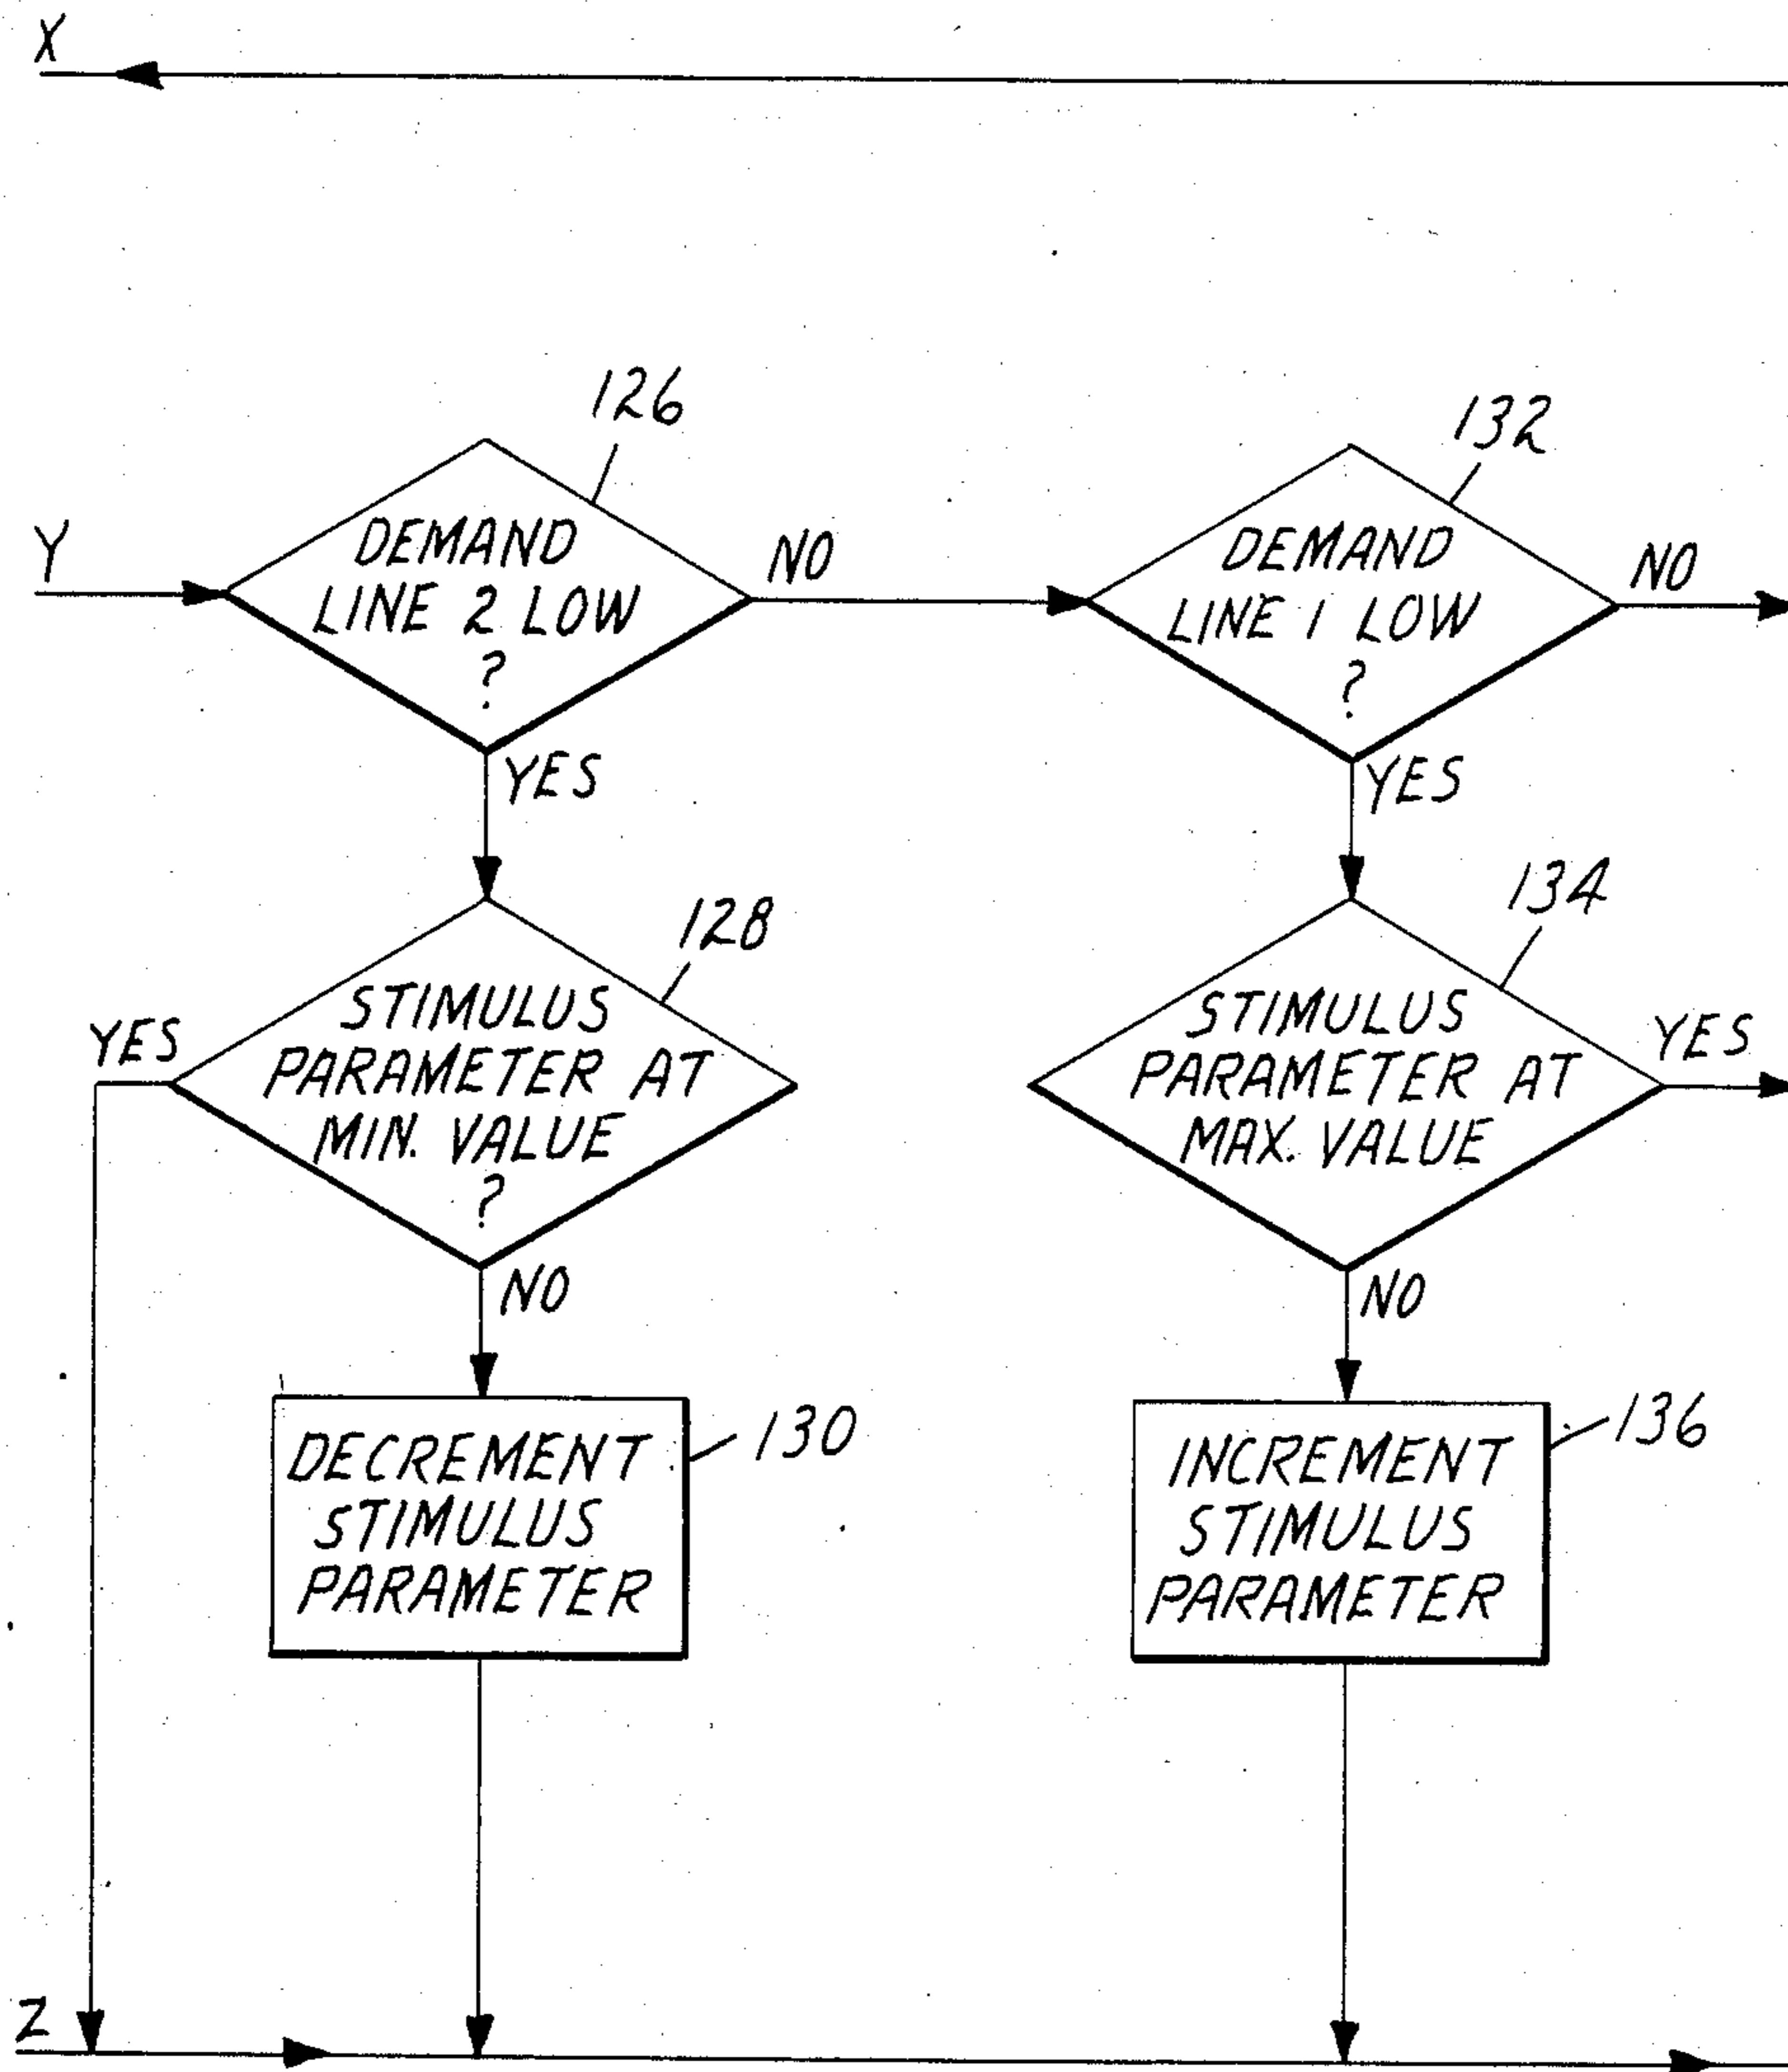 X
126
132
Y
DEMAND
LINE 2 LOW
?
NO
DEMAND
LINE 1 LOW
?
NO
YES
YES
128
134
YES
STIMULUS
PARAMETER AT
MIN. VALUE
?
STIMULUS
PARAMETER AT
MAX. VALUE
YES
NO
NO
DECREMENT
STIMULUS
PARAMETER
130
INCREMENT
STIMULUS
PARAMETER
136
Z